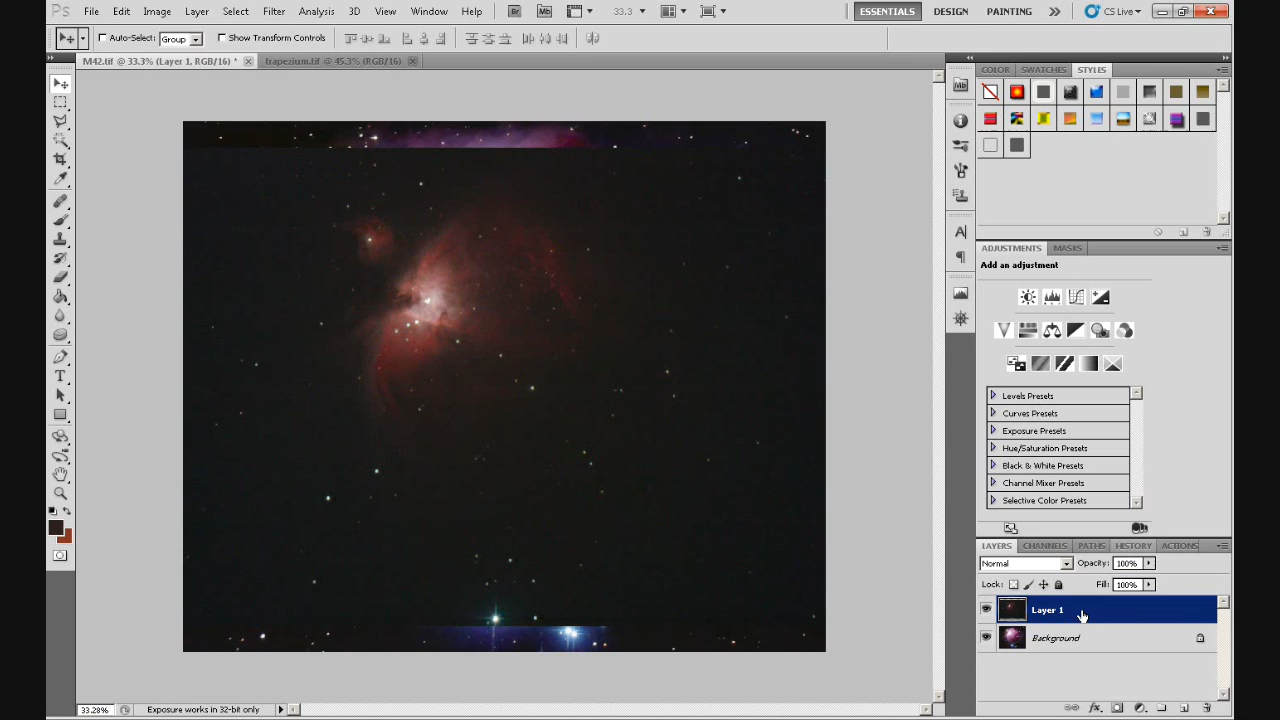 Ps File Edit Image Layer Select Filter Analysis 3D View Window Help Br Mb 33.3 ESSENTIALS DESIGN PAINTING CS Live
Auto-Select: Group Show Transform Controls
M42.tif @ 33.3% (Layer 1, RGB/16) * trapezium.tif @ 45.3% (RGB/16)
COLOR SWATCHES STYLES
Mb
A
ADJUSTMENTS MASKS
Add an adjustment
Levels Presets
Curves Presets
Exposure Presets
Hue/Saturation Presets
Black & White Presets
Channel Mixer Presets
Selective Color Presets
LAYERS CHANNELS PATHS HISTORY ACTIONS
Normal Opacity: 100%
Lock: Fill: 100%
Layer 1
Background
33.28% Exposure works in 32-bit only
fx